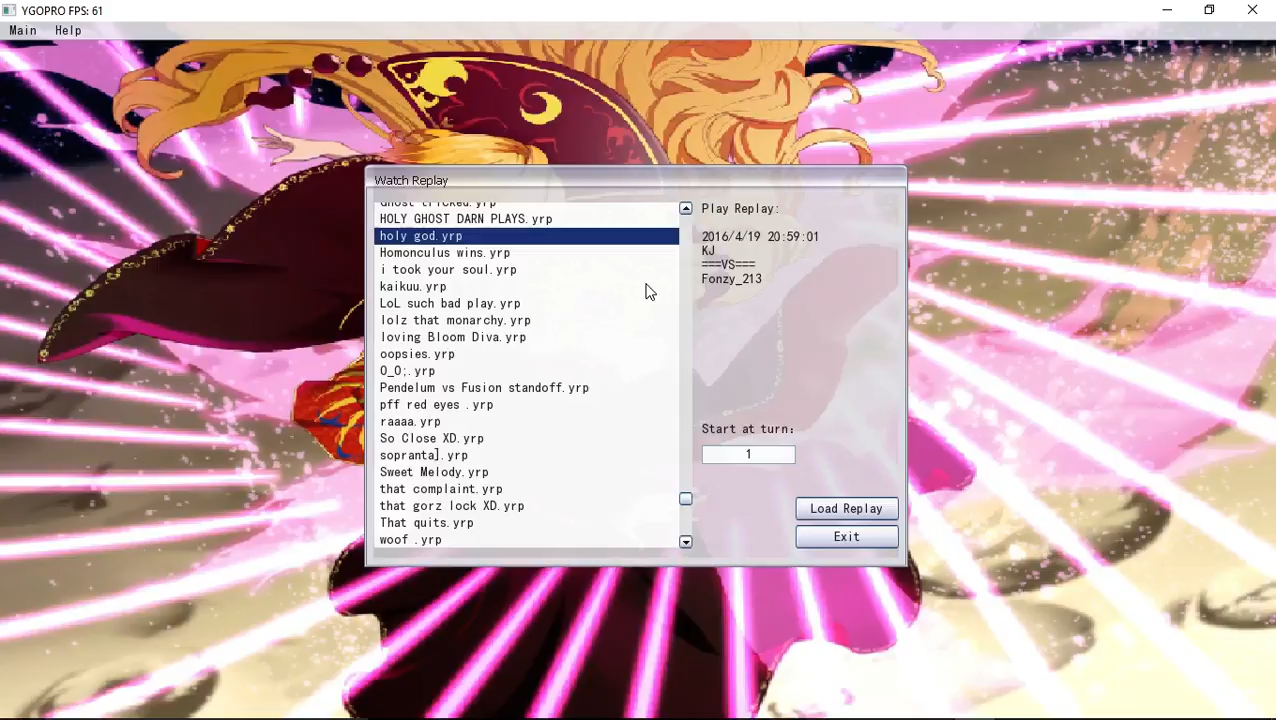 YGOPRO FPS: 61
Main Help
Watch Replay
Ghost tricked.yrp
HOLY GHOST DARN PLAYS.yrp
holy god.yrp
Homonculus wins.yrp
i took your soul.yrp
kaikuu.yrp
LoL such bad play.yrp
lolz that monarchy.yrp
loving Bloom Diva.yrp
oopsies.yrp
O_O;.yrp
Pendelum vs Fusion standoff.yrp
pff red eyes .yrp
raaaa.yrp
So Close XD.yrp
sopranta].yrp
Sweet Melody.yrp
that complaint.yrp
that gorz lock XD.yrp
That quits.yrp
woof .yrp
Play Replay:
2016/4/19 20:59:01
KJ
===VS===
Fonzy_213
Start at turn:
1
Load Replay
Exit